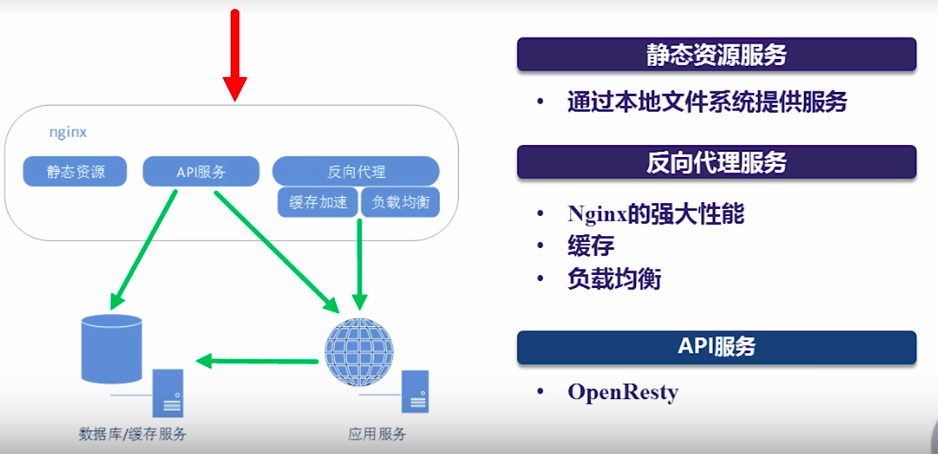 nginx
静态资源
API服务
反向代理
缓存加速
负载均衡
数据库/缓存服务
应用服务
静态资源服务
• 通过本地文件系统提供服务
反向代理服务
• Nginx的强大性能
• 缓存
• 负载均衡
API服务
• OpenResty